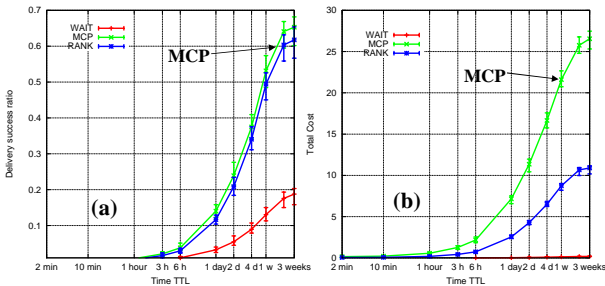 WAIT
MCP
RANK
MCP
(a)
Delivery success ratio
0.7
0.6
0.5
0.4
0.3
0.2
0.1
2 min
10 min
1 hour
3 h
6 h
1 day
2 d
4 d
1 w
3 weeks
Time TTL
WAIT
MCP
RANK
MCP
(b)
Total Cost
30
25
20
15
10
5
0
2 min
10 min
1 hour
3 h
6 h
1 day
2 d
4 d
1 w
3 weeks
Time TTL